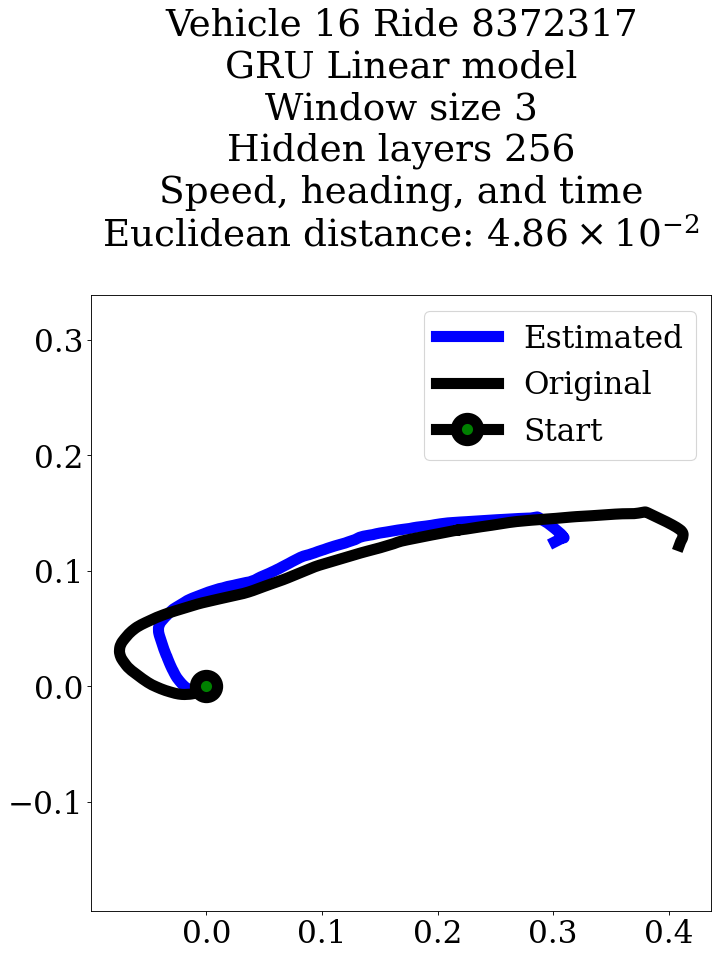 Vehicle 16 Ride 8372317
GRU Linear model
Window size 3
Hidden layers 256
Speed, heading, and time
Euclidean distance: 4.86 × 10⁻²
Estimated
Original
Start
0.3
0.2
0.1
0.0
−0.1
0.0 0.1 0.2 0.3 0.4